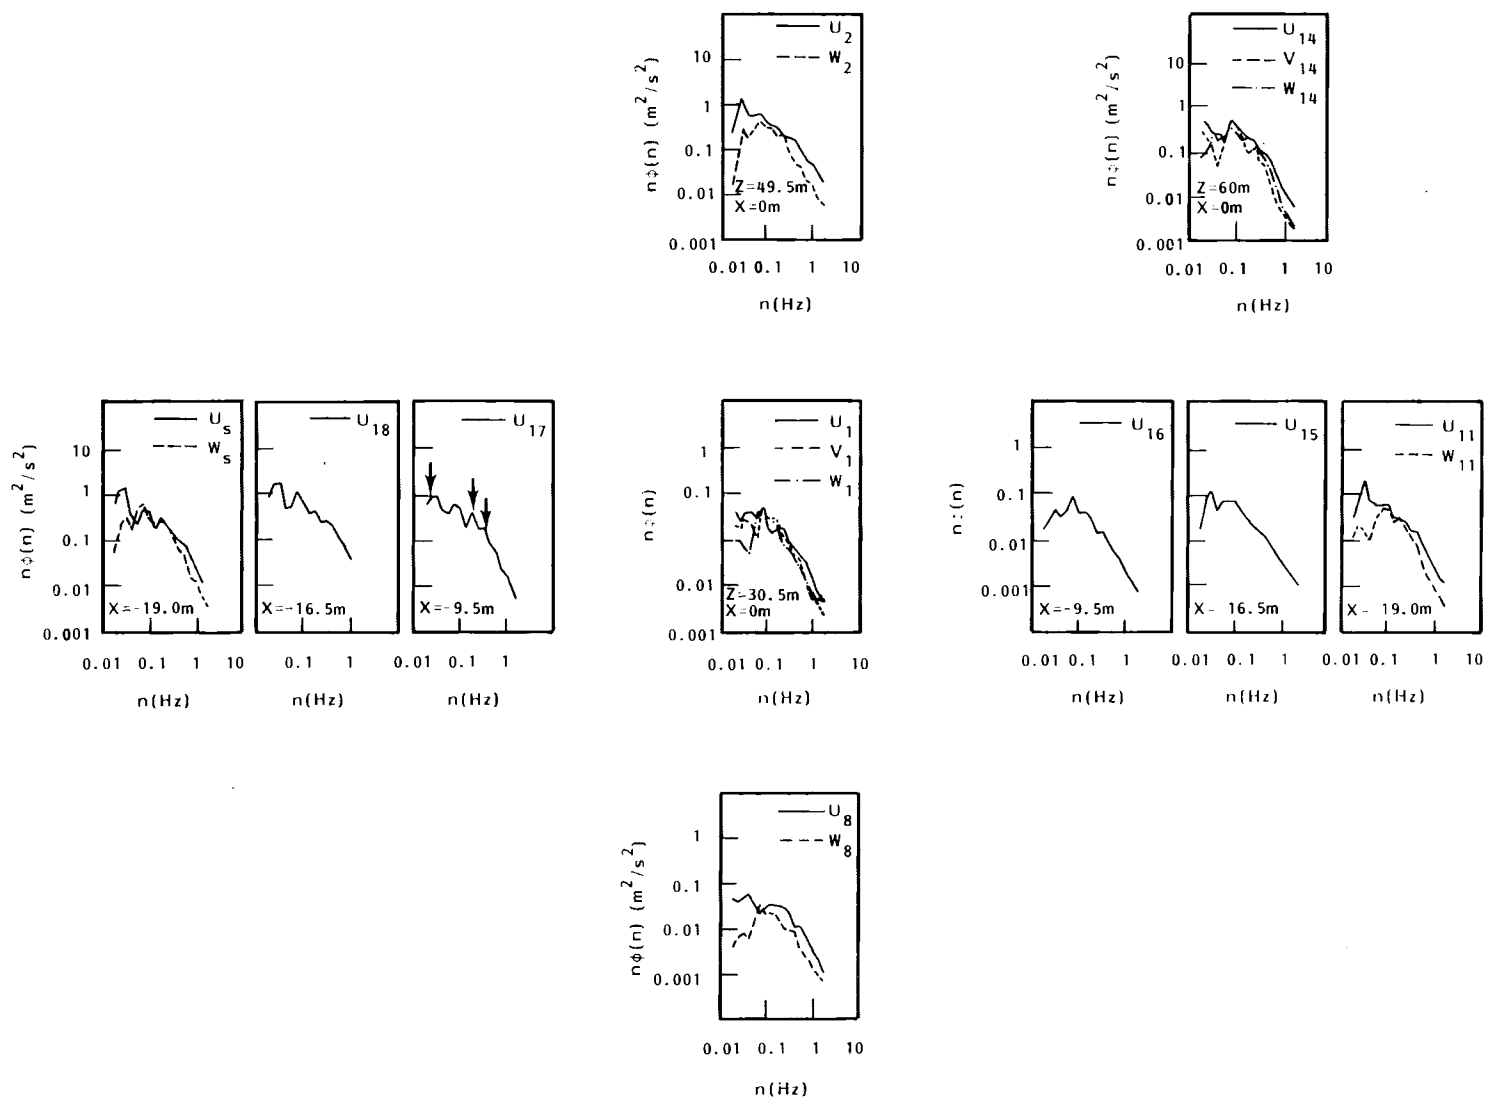 U2
W2
10
1
0.1
0.01
0.001
nϕ(n) (m²/s²)
Z=49.5m
X=0m
0.01 0.1 1 10
n(Hz)
U14
V14
W14
10
1
0.1
0.01
0.001
nϕ(n) (m²/s²)
Z=60m
X=0m
0.01 0.1 1 10
n(Hz)
Us
Ws
10
1
0.1
0.01
0.001
nϕ(n) (m²/s²)
X=-19.0m
0.01 0.1 1 10
n(Hz)
U18
X=-16.5m
0.1 1
n(Hz)
U17
X=-9.5m
0.01 0.1 1
n(Hz)
U1
V1
W1
1
0.1
0.01
0.001
nϕ(n)
Z=30.5m
X=0m
0.01 0.1 1 10
n(Hz)
U16
1
0.1
0.01
0.001
X=-9.5m
0.01 0.1 1
n(Hz)
U15
X- 16.5m
0.01 0.1 1
n(Hz)
U11
W11
X- 19.0m
0.01 0.1 1 10
n(Hz)
U8
W8
1
0.1
0.01
0.001
nϕ(n) (m²/s²)
0.01 0.1 1 10
n(Hz)